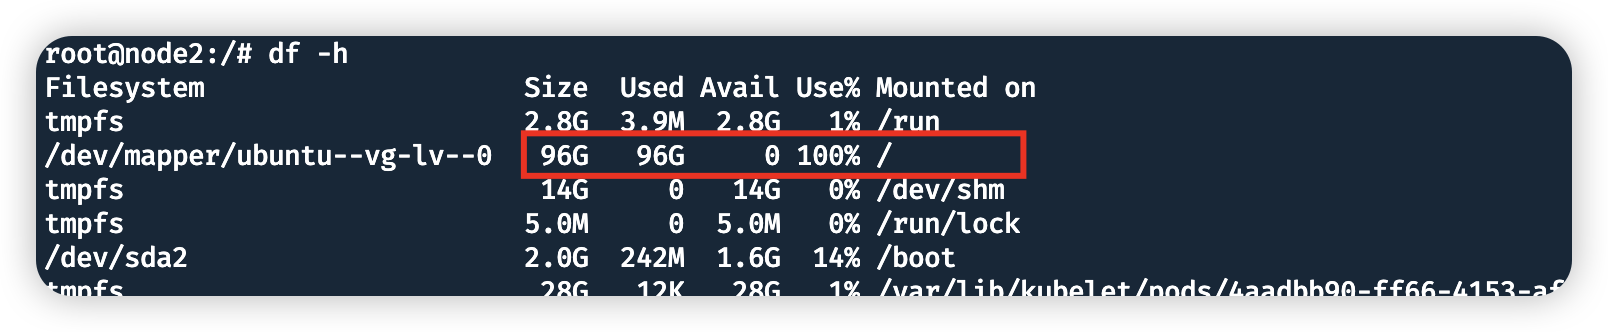 root@node2:/# df -h
Filesystem Size Used Avail Use% Mounted on
tmpfs 2.8G 3.9M 2.8G 1% /run
/dev/mapper/ubuntu--vg-lv--0 96G 96G 0 100% /
tmpfs 14G 0 14G 0% /dev/shm
tmpfs 5.0M 0 5.0M 0% /run/lock
/dev/sda2 2.0G 242M 1.6G 14% /boot
tmpfs 28G 12K 28G 1% /var/lib/kubelet/pods/4aadbb90-ff66-4153-af